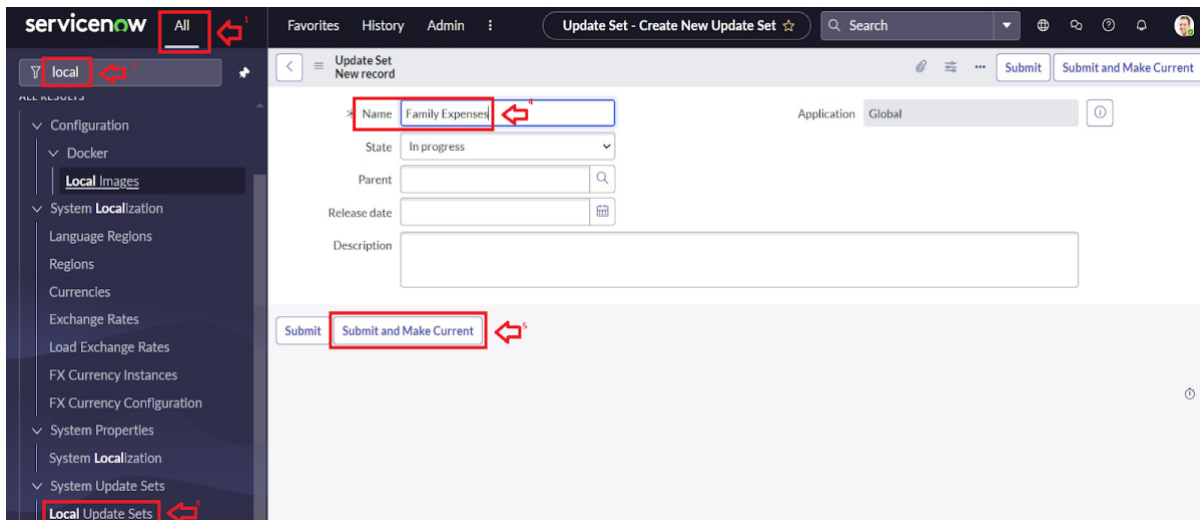 servicenow All 1 Favorites History Admin Update Set - Create New Update Set Search
local
ALL RESULTS
Configuration
Docker
Local Images
System Localization
Language Regions
Regions
Currencies
Exchange Rates
Load Exchange Rates
FX Currency Instances
FX Currency Configuration
System Properties
System Localization
System Update Sets
Local Update Sets 3
Update Set
New record
Submit Submit and Make Current
Name Family Expenses 4
Application Global
State In progress
Parent
Release date
Description
Submit Submit and Make Current 5